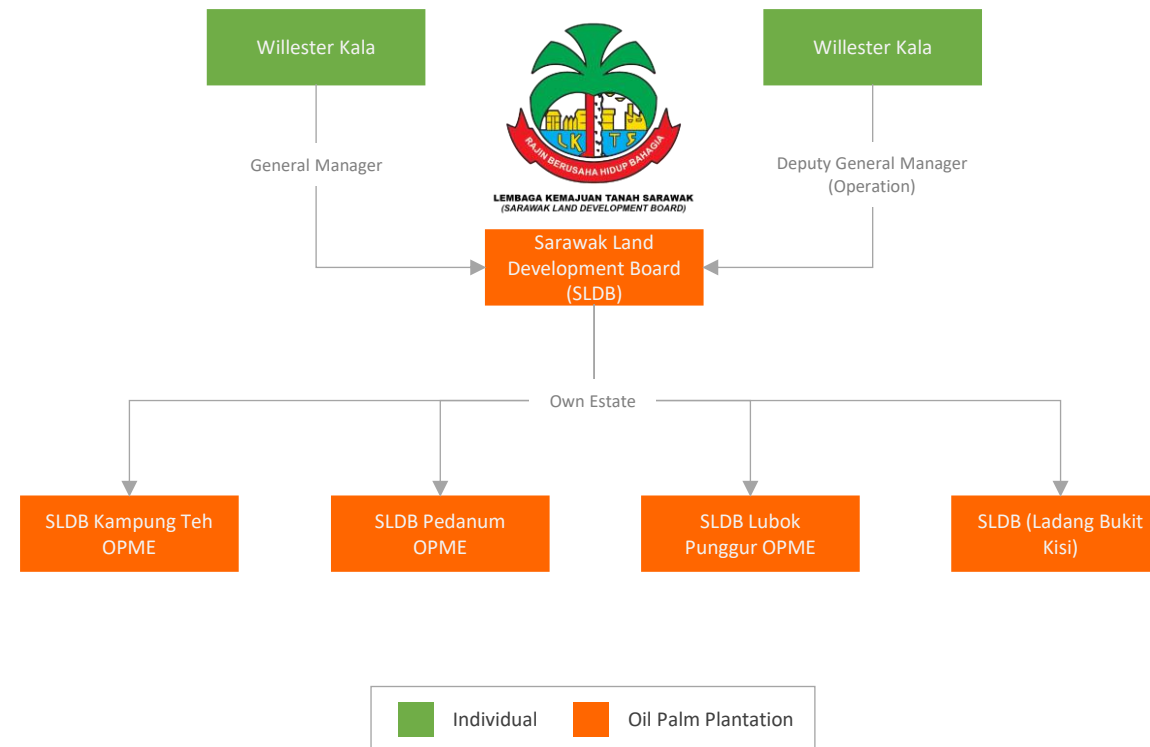 Willester Kala
Willester Kala
LKTS
RAJIN BERUSAHA HIDUP BAHAGIA
General Manager
Deputy General Manager
(Operation)
LEMBAGA KEMAJUAN TANAH SARAWAK
(SARAWAK LAND DEVELOPMENT BOARD)
Sarawak Land
Development Board
(SLDB)
Own Estate
SLDB Kampung Teh
OPME
SLDB Pedanum
OPME
SLDB Lubok
Punggur OPME
SLDB (Ladang Bukit
Kisi)
Individual
Oil Palm Plantation